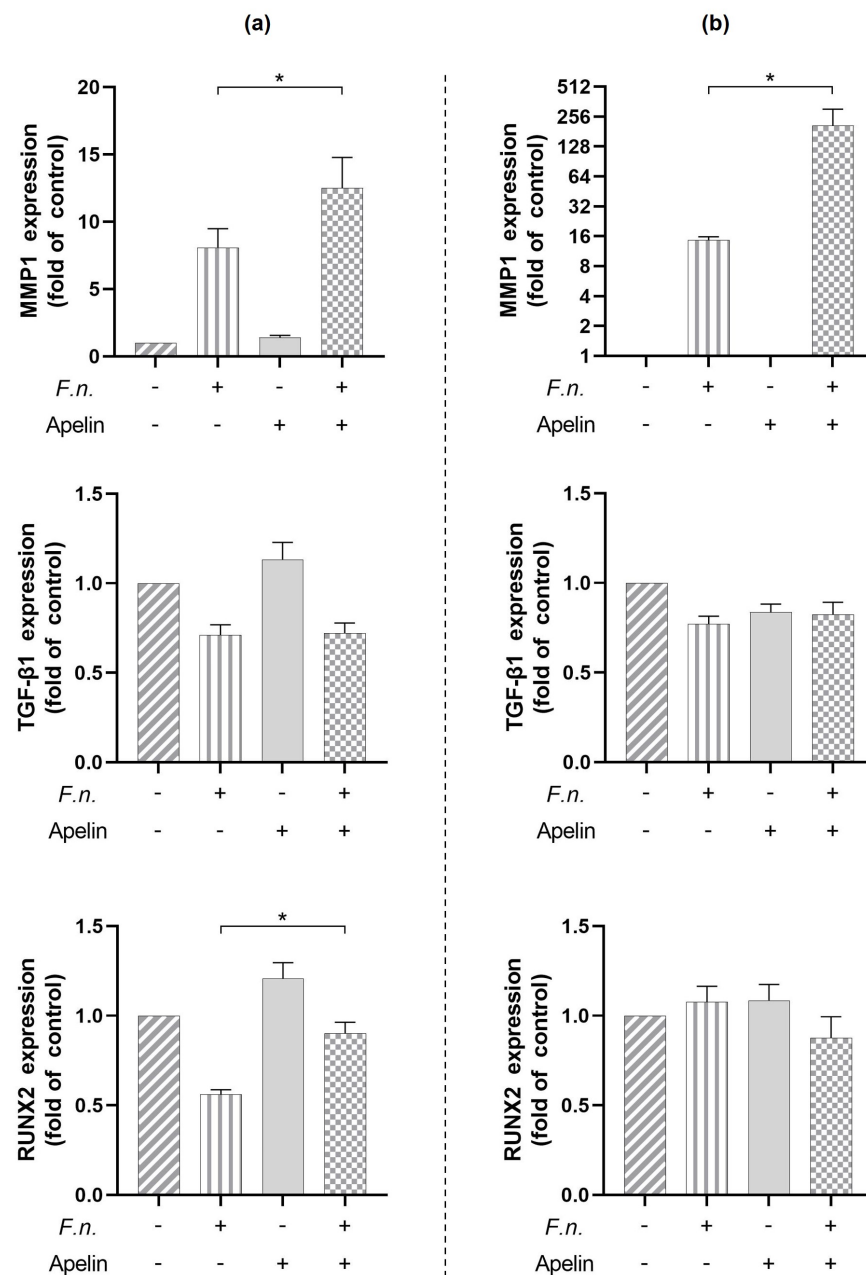 (a)
(b)
MMP1 expression
(fold of control)
20
15
10
5
0
*
F.n. - + - +
Apelin - - + +
MMP1 expression
(fold of control)
512
256
128
64
32
16
8
4
2
1
*
F.n. - + - +
Apelin - - + +
TGF-β1 expression
(fold of control)
1.5
1.0
0.5
0.0
F.n. - + - +
Apelin - - + +
TGF-β1 expression
(fold of control)
1.5
1.0
0.5
0.0
F.n. - + - +
Apelin - - + +
RUNX2 expression
(fold of control)
1.5
1.0
0.5
0.0
*
F.n. - + - +
Apelin - - + +
RUNX2 expression
(fold of control)
1.5
1.0
0.5
0.0
F.n. - + - +
Apelin - - + +